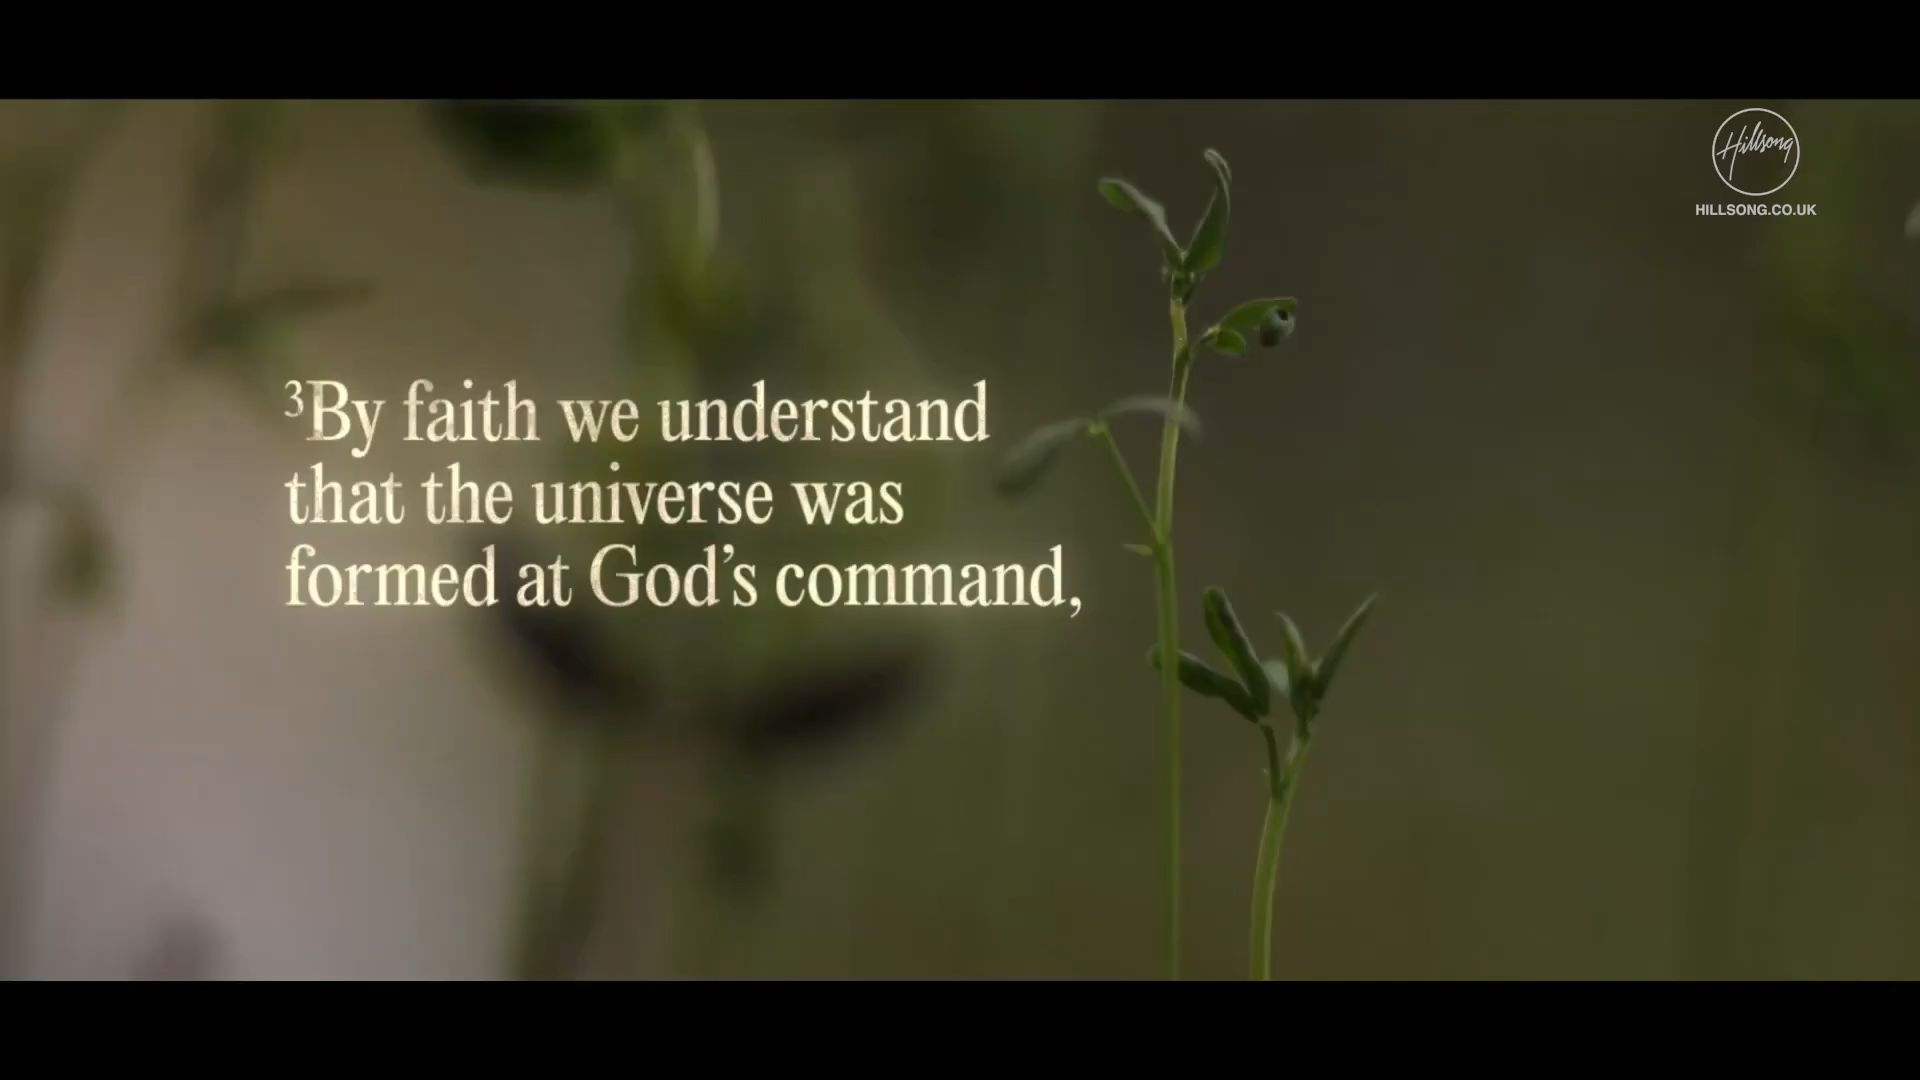 Hillsong
HILLSONG.CO.UK
³By faith we understand
that the universe was
formed at God’s command,